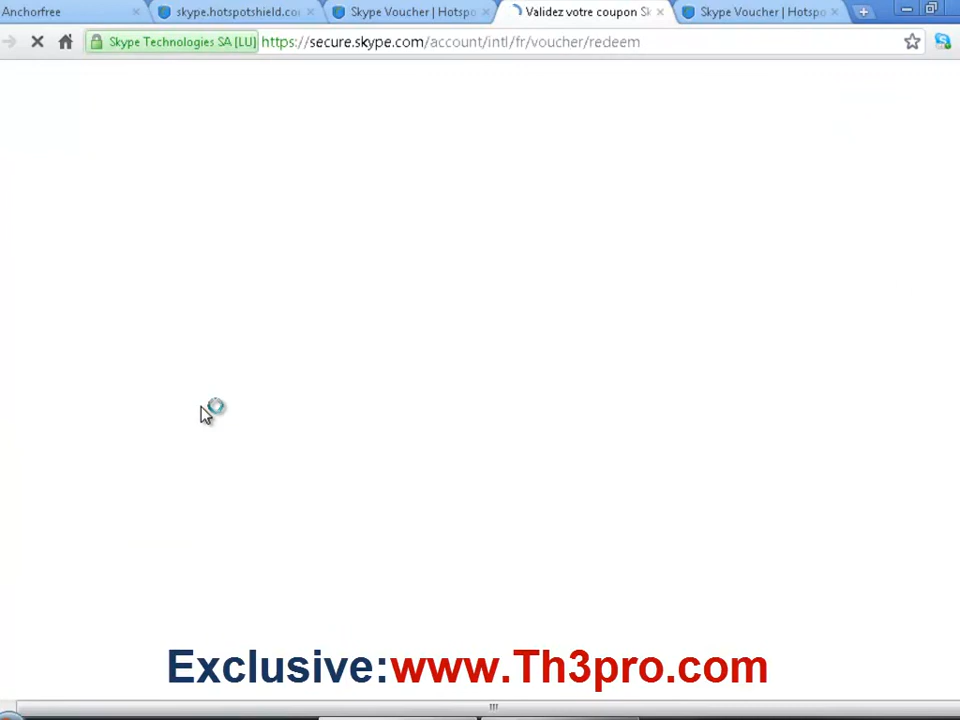 Anchorfree
skype.hotspotshield.co
Skype Voucher | Hotspo
Validez votre coupon Sk
Skype Voucher | Hotspo
Skype Technologies SA [LU]
https://secure.skype.com/account/intl/fr/voucher/redeem
Exclusive:www.Th3pro.com